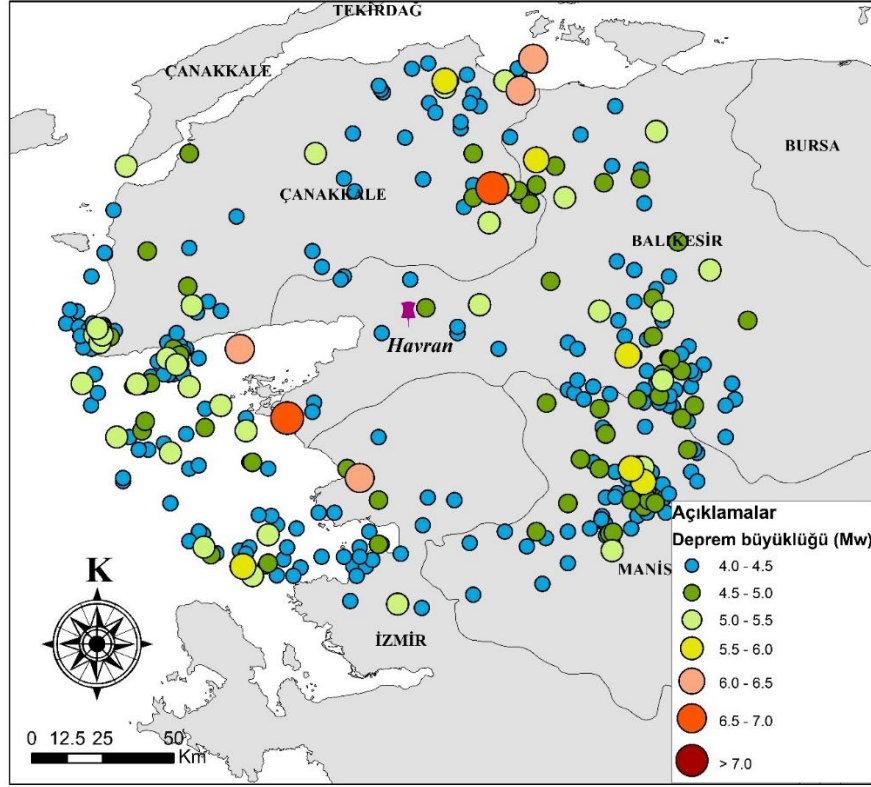 TEKİRDAĞ
ÇANAKKALE
BURSA
ÇANAKKALE
BALIKESİR
Havran
Açıklamalar
Deprem büyüklüğü (Mw)
4.0 - 4.5
4.5 - 5.0
5.0 - 5.5
5.5 - 6.0
6.0 - 6.5
6.5 - 7.0
> 7.0
MANİS
İZMİR
K
0 12.5 25 50
Km